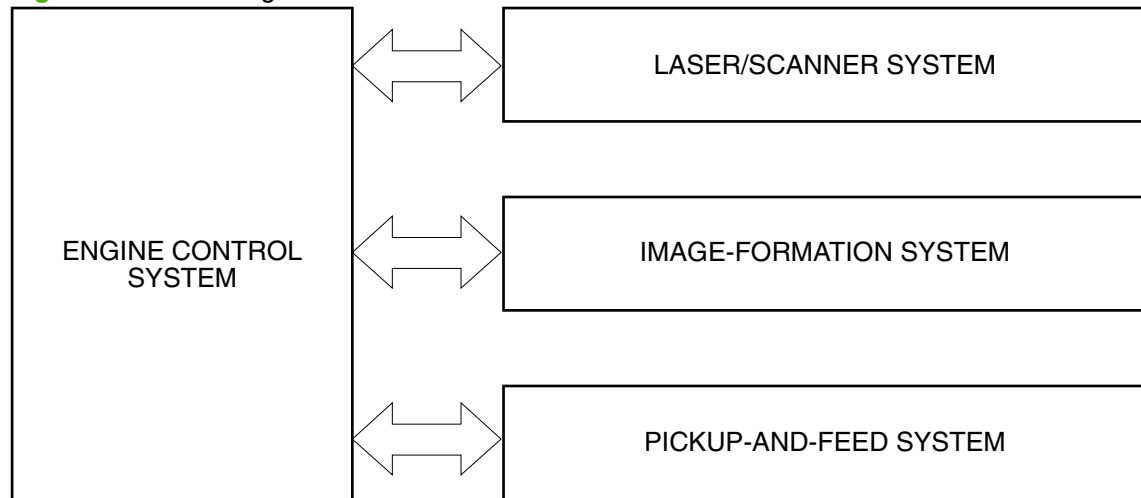 LASER/SCANNER SYSTEM
ENGINE CONTROL
SYSTEM
IMAGE-FORMATION SYSTEM
PICKUP-AND-FEED SYSTEM